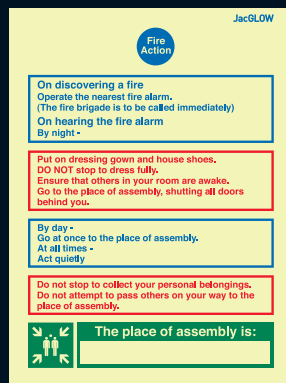 JacGLOW
Fire
Action
On discovering a fire
Operate the nearest fire alarm.
(The fire brigade is to be called immediately)
On hearing the fire alarm
By night -
Put on dressing gown and house shoes.
DO NOT stop to dress fully.
Ensure that others in your room are awake.
Go to the place of assembly, shutting all doors
behind you.
By day -
Go at once to the place of assembly.
At all times -
Act quietly
Do not stop to collect your personal belongings.
Do not attempt to pass others on your way to the
place of assembly.
The place of assembly is: